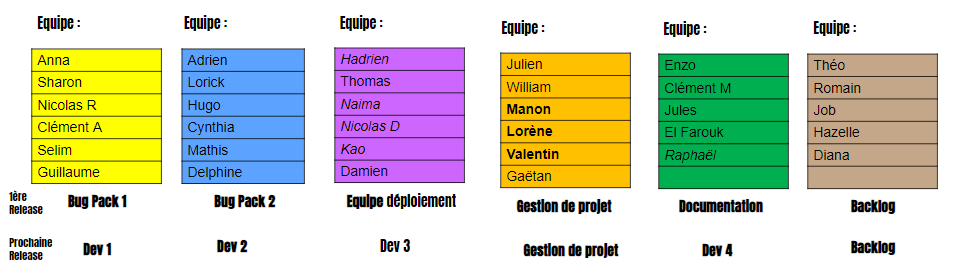 Equipe : Equipe : Equipe : Equipe : Equipe : Equipe :
Anna Adrien Hadrien Julien Enzo Théo
Sharon Lorick Thomas William Clément M Romain
Nicolas R Hugo Naima Manon Jules Job
Clément A Cynthia Nicolas D Lorène El Farouk Hazelle
Selim Mathis Kao Valentin Raphaël Diana
Guillaume Delphine Damien Gaëtan
1ère
Release Bug Pack 1 Bug Pack 2 Equipe déploiement Gestion de projet Documentation Backlog
Prochaine
Release Dev 1 Dev 2 Dev 3 Gestion de projet Dev 4 Backlog